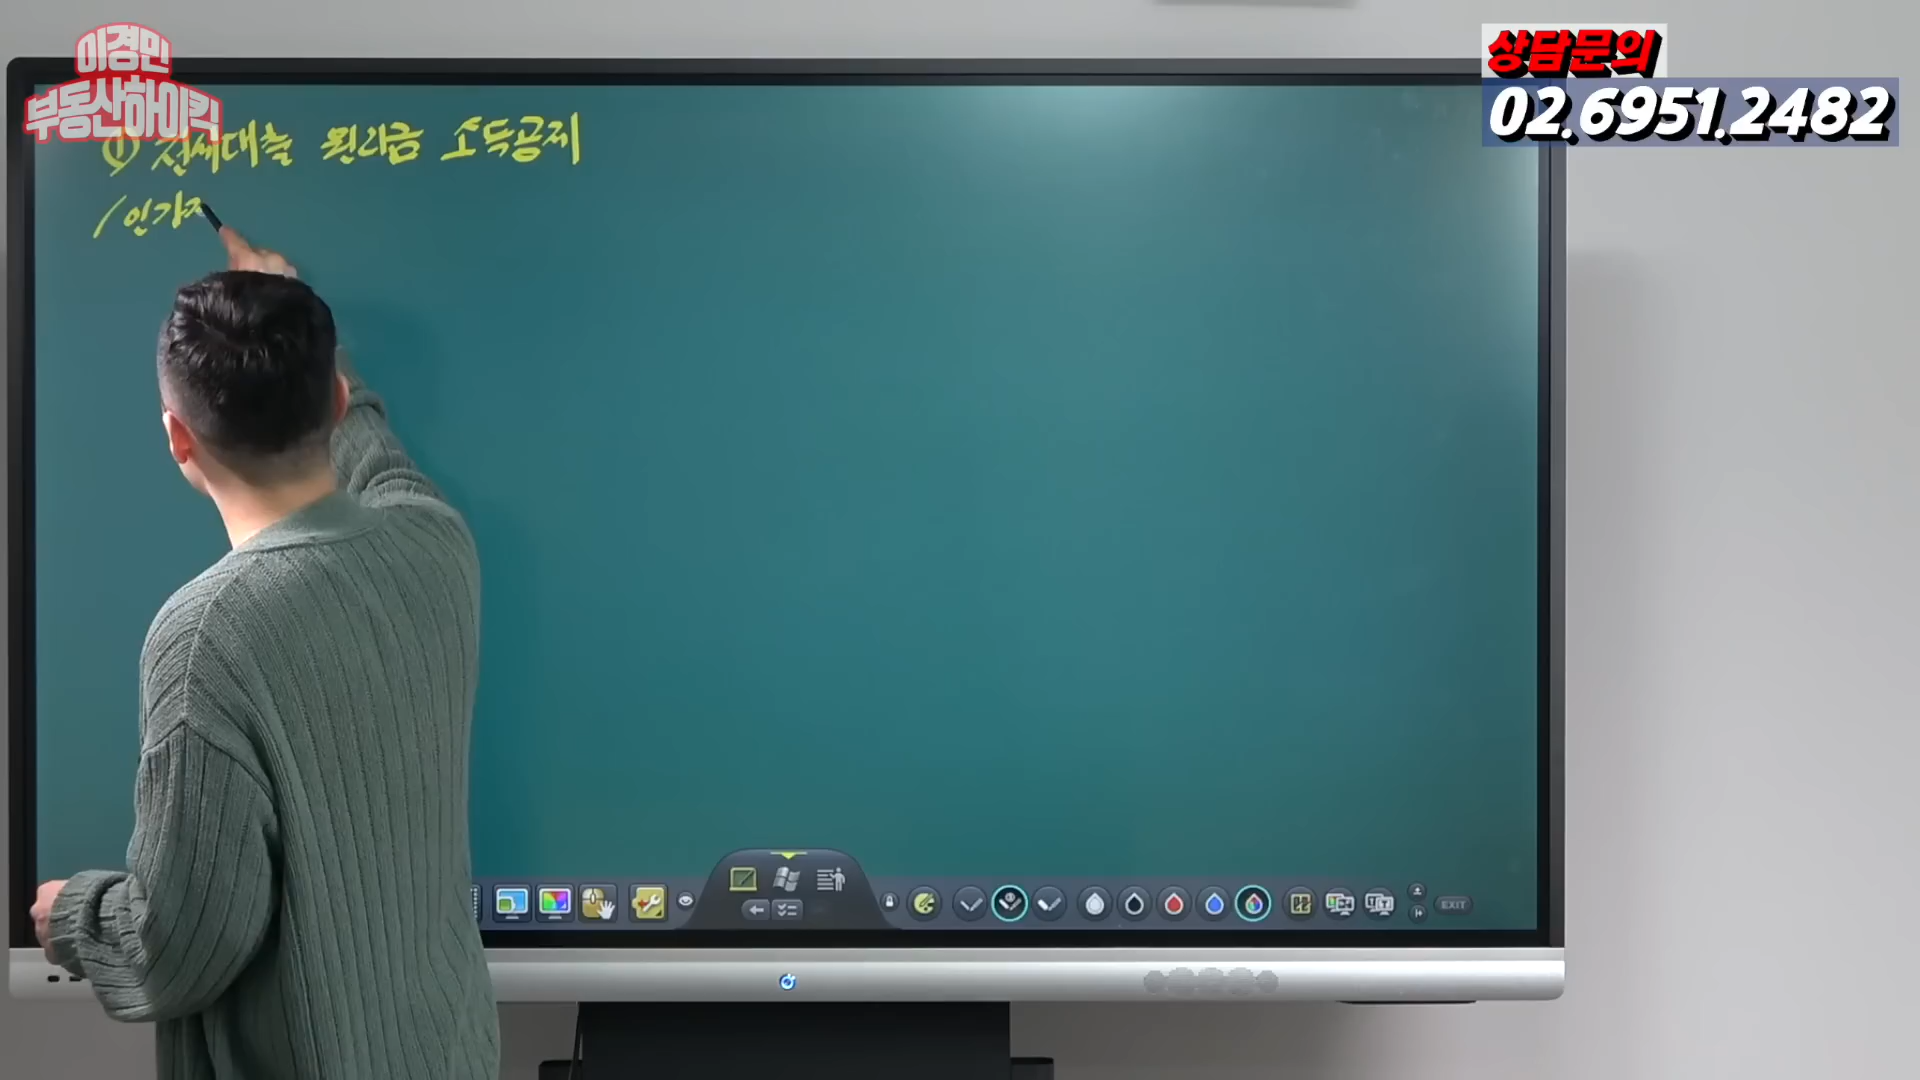 이경민
부동산하이킥
상담문의
02.6951.2482
① 전세대출 원리금 소득공제
/ 인가
EXIT